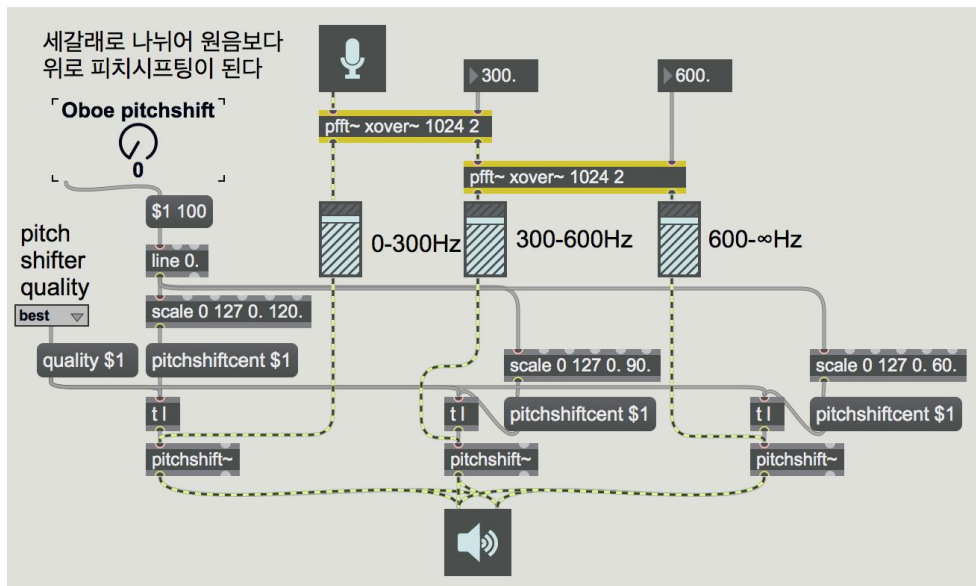 세갈래로 나뉘어 원음보다
위로 피치시프팅이 된다
Oboe pitchshift
0
300.
600.
pfft~ xover~ 1024 2
pfft~ xover~ 1024 2
$1 100
0-300Hz
300-600Hz
600-∞Hz
pitch
shifter
quality
line 0.
best
scale 0 127 0. 120.
quality $1
pitchshiftcent $1
scale 0 127 0. 90.
scale 0 127 0. 60.
t l
t l
pitchshiftcent $1
t l
pitchshiftcent $1
pitchshift~
pitchshift~
pitchshift~